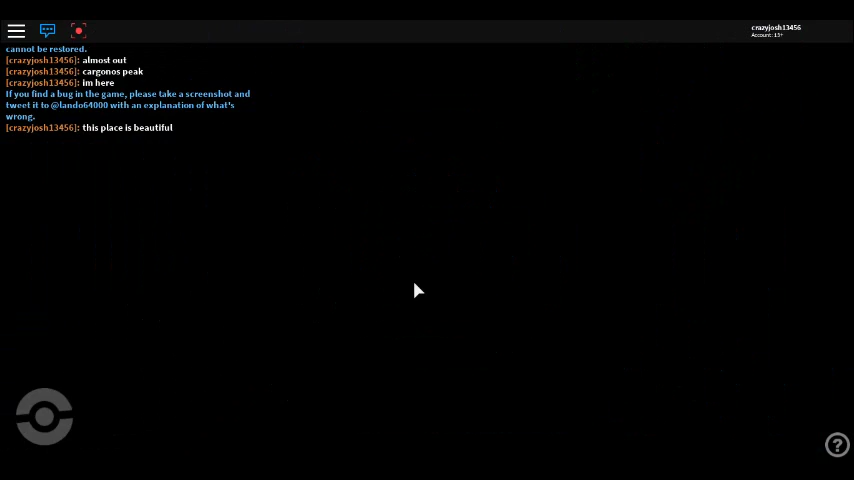 crazyjosh13456
Account: 13+
cannot be restored.
[crazyjosh13456]: almost out
[crazyjosh13456]: cargonos peak
[crazyjosh13456]: im here
If you find a bug in the game, please take a screenshot and
tweet it to @lando64000 with an explanation of what's
wrong.
[crazyjosh13456]: this place is beautiful
?